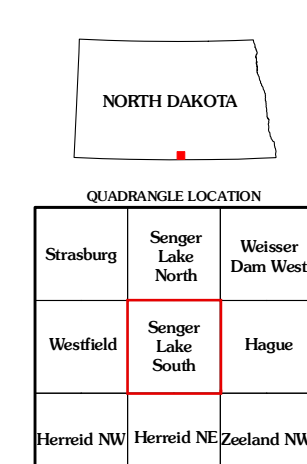 NORTH DAKOTA
QUADRANGLE LOCATION
Strasburg
Senger
Lake
North
Weisser
Dam West
Westfield
Senger
Lake
South
Hague
Herreid NW
Herreid NE
Zeeland NW